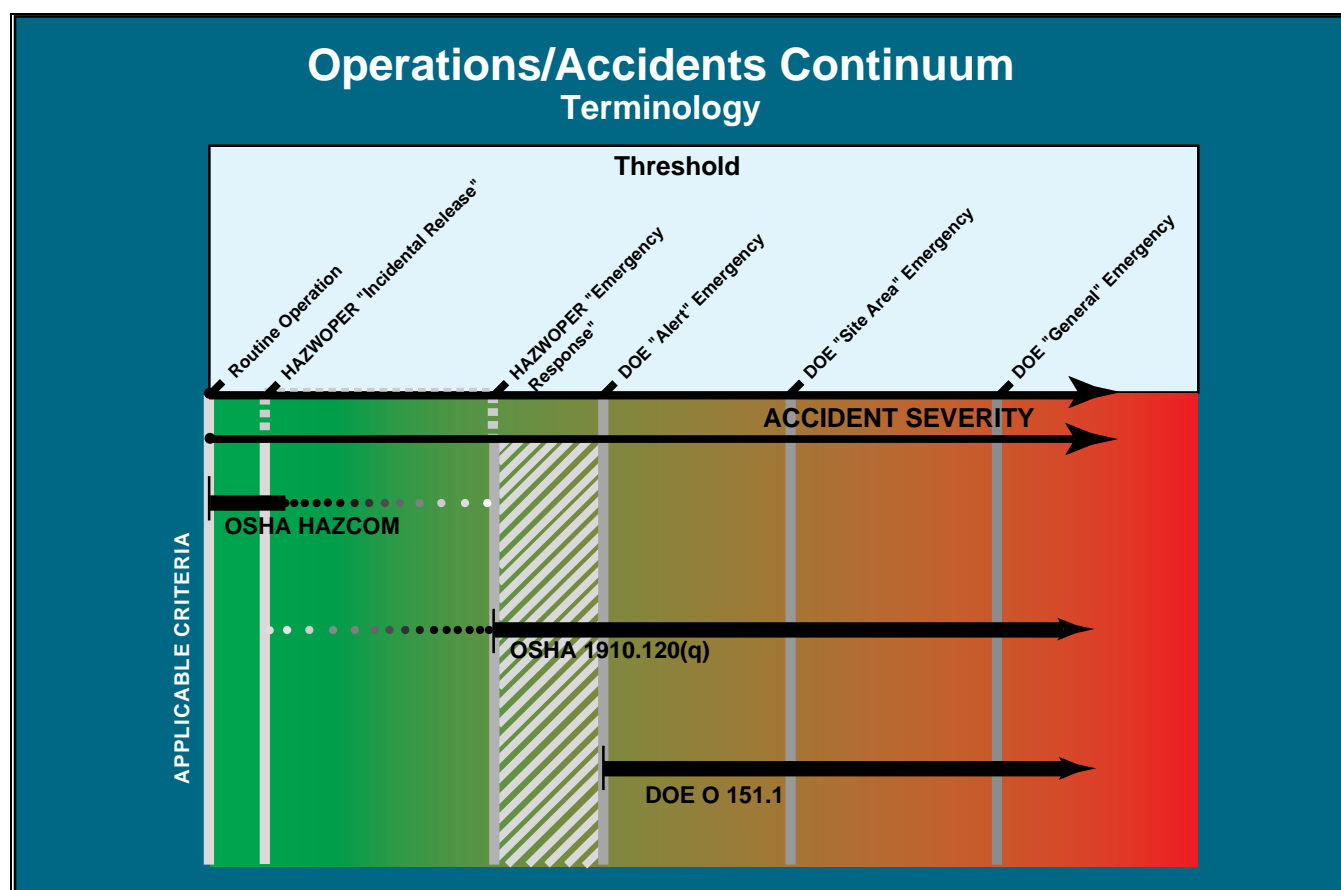 Operations/Accidents Continuum
Terminology
Threshold
Routine Operation
HAZWOPER "Incidental Release"
HAZWOPER "Emergency
Response"
DOE "Alert" Emergency
DOE "Site Area" Emergency
DOE "General" Emergency
ACCIDENT SEVERITY
APPLICABLE CRITERIA
OSHA HAZCOM
OSHA 1910.120(q)
DOE O 151.1